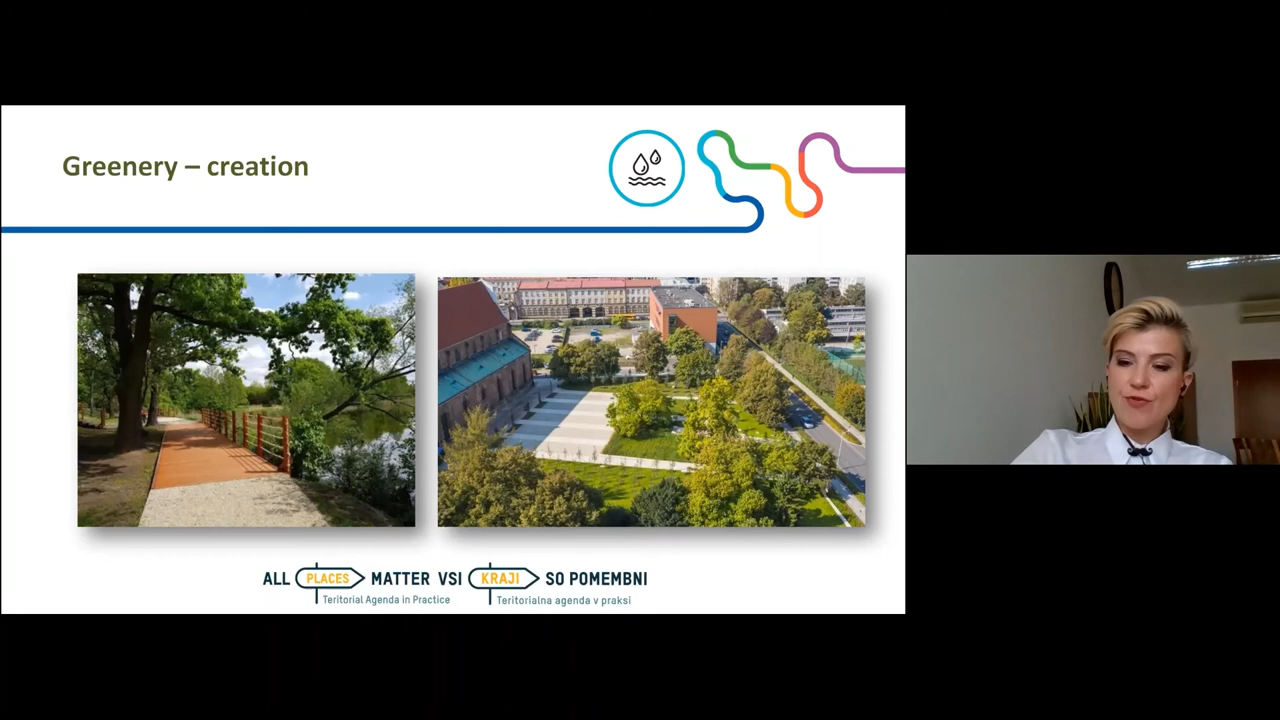 Greenery – creation
ALL PLACES MATTER VSI KRAJI SO POMEMBNI
Teritorial Agenda in Practice Teritorialna agenda v praksi